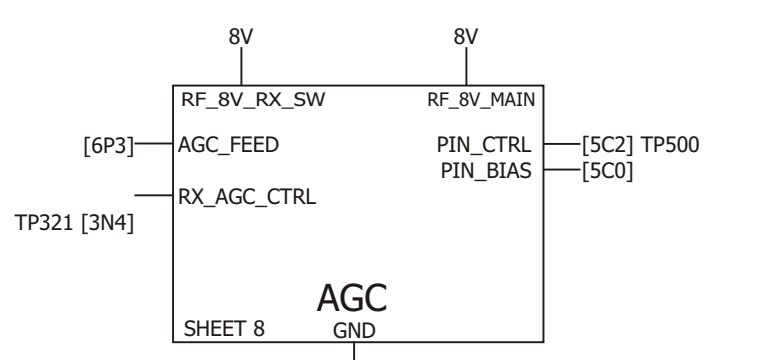 8V 8V
RF_8V_RX_SW RF_8V_MAIN
[6P3] AGC_FEED PIN_CTRL [5C2] TP500
PIN_BIAS [5C0]
RX_AGC_CTRL
TP321 [3N4]
AGC
SHEET 8 GND